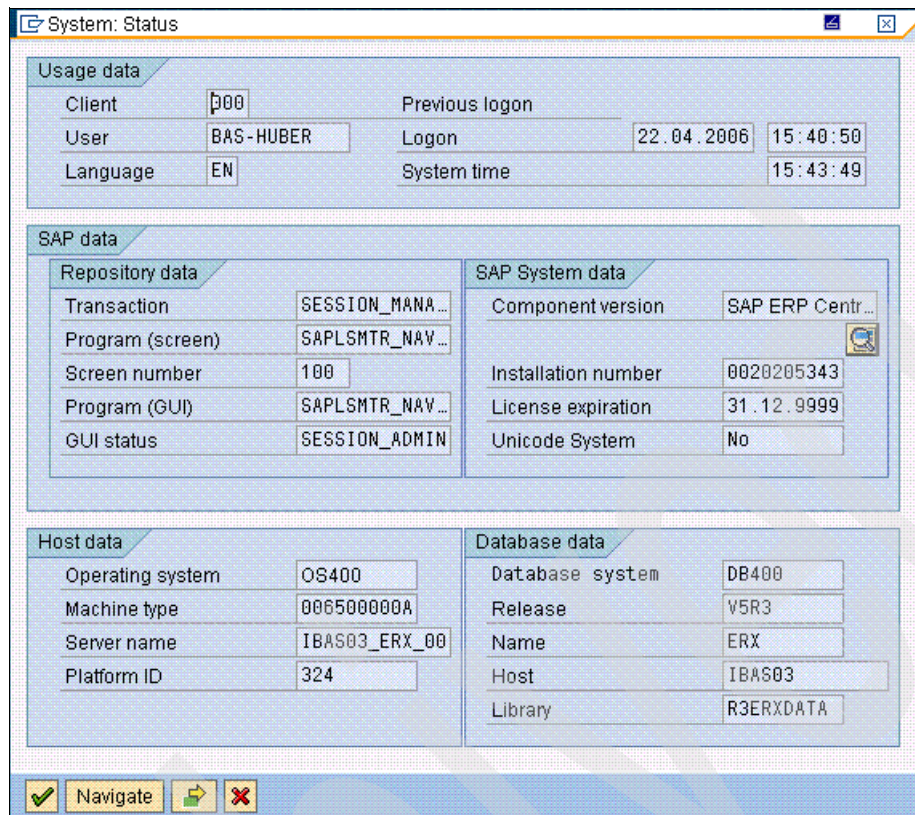 System: Status
Usage data
Client 000 Previous logon
User BAS-HUBER Logon 22.04.2006 15:40:50
Language EN System time 15:43:49
SAP data
Repository data
Transaction SESSION_MANA…
Program (screen) SAPLSMTR_NAV…
Screen number 100
Program (GUI) SAPLSMTR_NAV…
GUI status SESSION_ADMIN
SAP System data
Component version SAP ERP Centr…
Installation number 0020205343
License expiration 31.12.9999
Unicode System No
Host data
Operating system OS400
Machine type 006500000A
Server name IBAS03_ERX_00
Platform ID 324
Database data
Database system DB400
Release V5R3
Name ERX
Host IBAS03
Library R3ERXDATA
Navigate